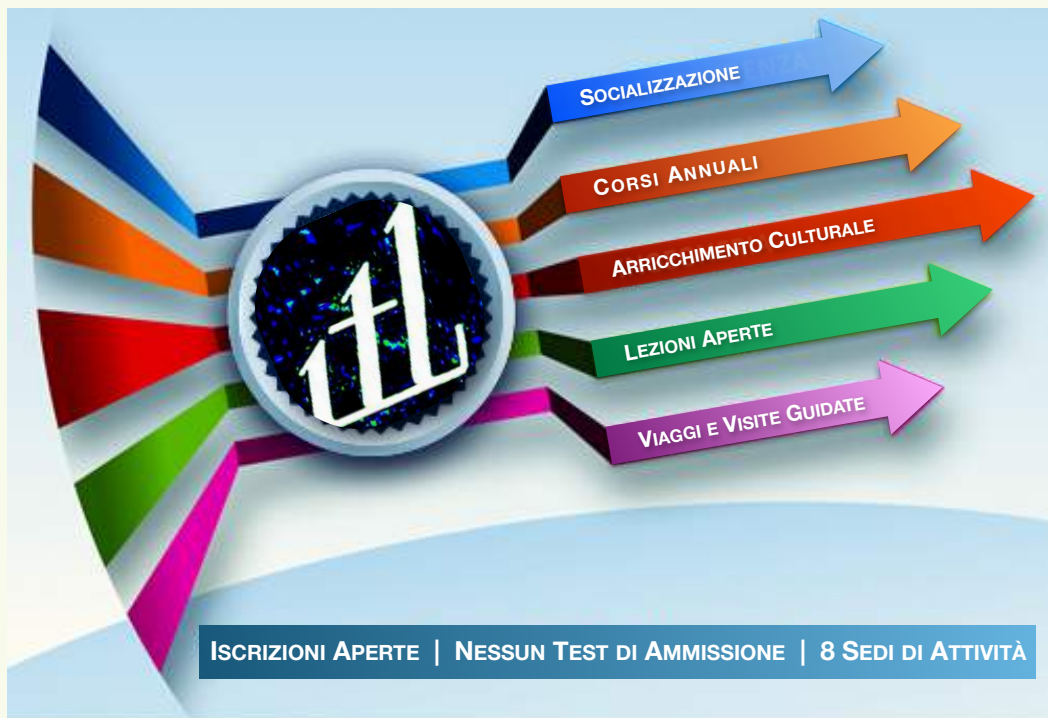 SOCIALIZZAZIONE
CORSI ANNUALI
ARRICCHIMENTO CULTURALE
LEZIONI APERTE
VIAGGI E VISITE GUIDATE
ISCRIZIONI APERTE | NESSUN TEST DI AMMISSIONE | 8 SEDI DI ATTIVITÀ